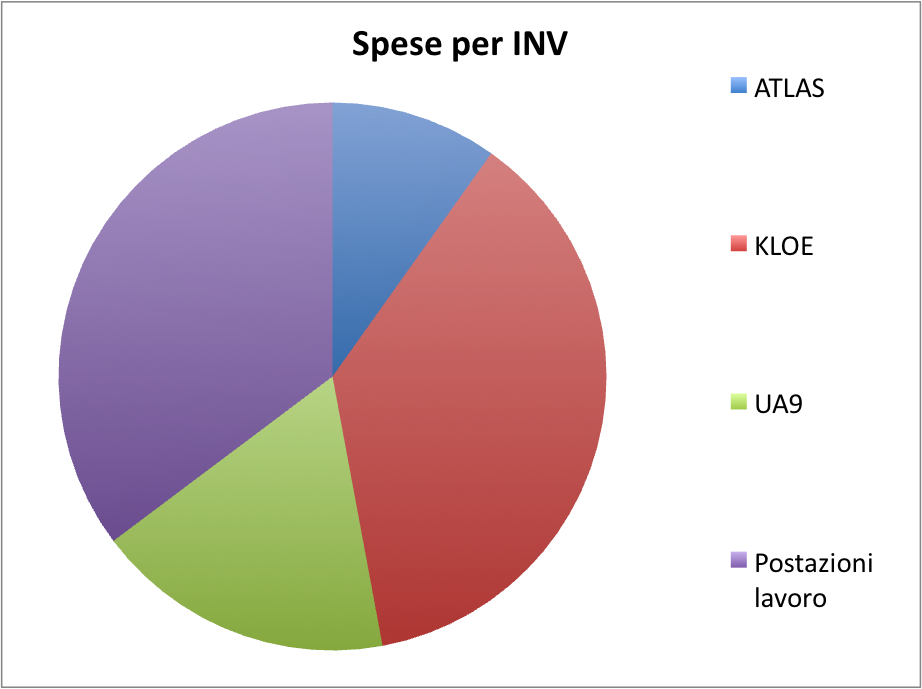 Spese per INV
ATLAS
KLOE
UA9
Postazioni
lavoro